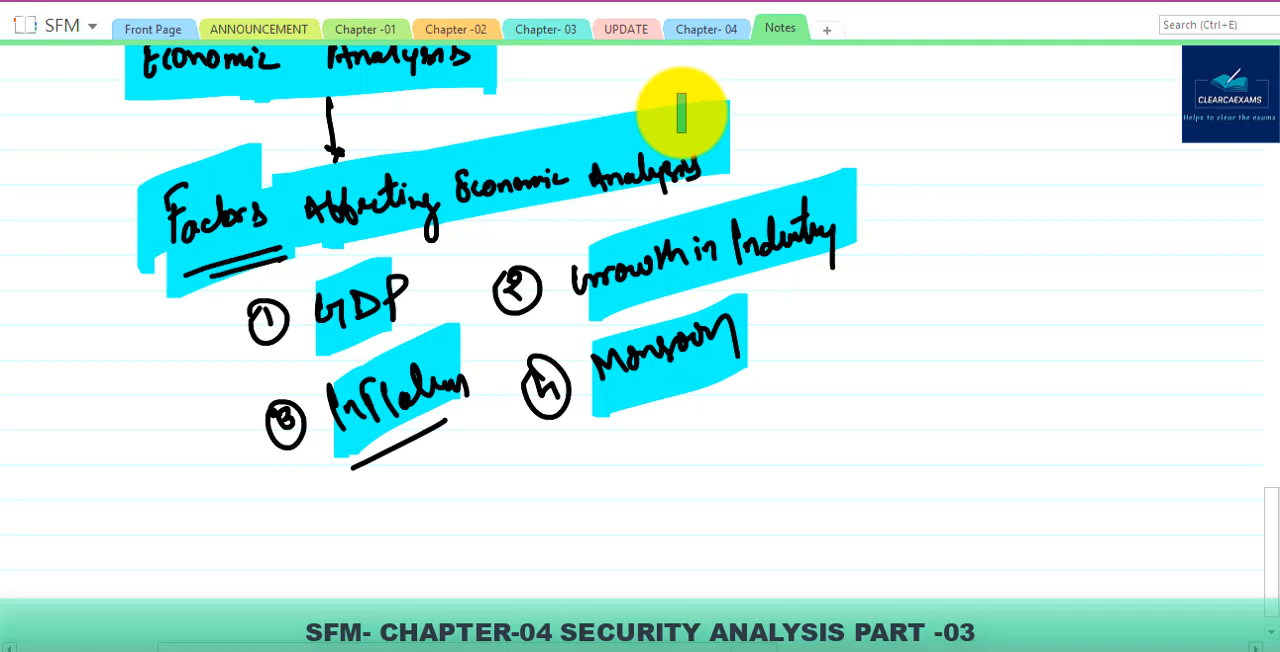 SFM
Front Page
ANNOUNCEMENT
Chapter -01
Chapter -02
Chapter- 03
UPDATE
Chapter- 04
Notes
+
Search (Ctrl+E)
CLEARCAEXAMS
Helps to clear the exams
Economic Analysis
Factors Affecting Economic Analysis
① GDP ② Growth in Industry
③ Inflation ④ Monsoon
SFM- CHAPTER-04 SECURITY ANALYSIS PART -03